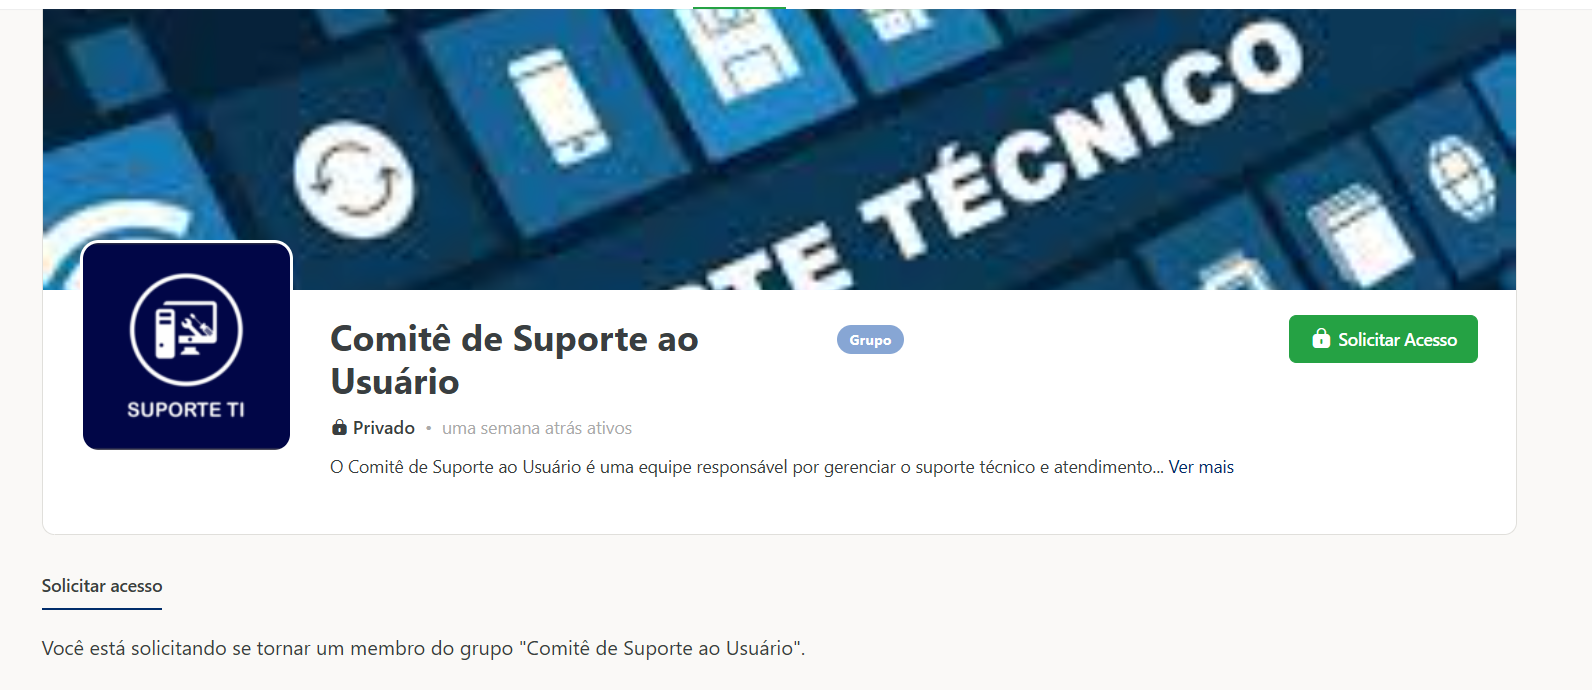 TE TÉCNICO
SUPORTE TI
Comitê de Suporte ao
Usuário
Grupo
Solicitar Acesso
Privado • uma semana atrás ativos
O Comitê de Suporte ao Usuário é uma equipe responsável por gerenciar o suporte técnico e atendimento... Ver mais
Solicitar acesso
Você está solicitando se tornar um membro do grupo "Comitê de Suporte ao Usuário".